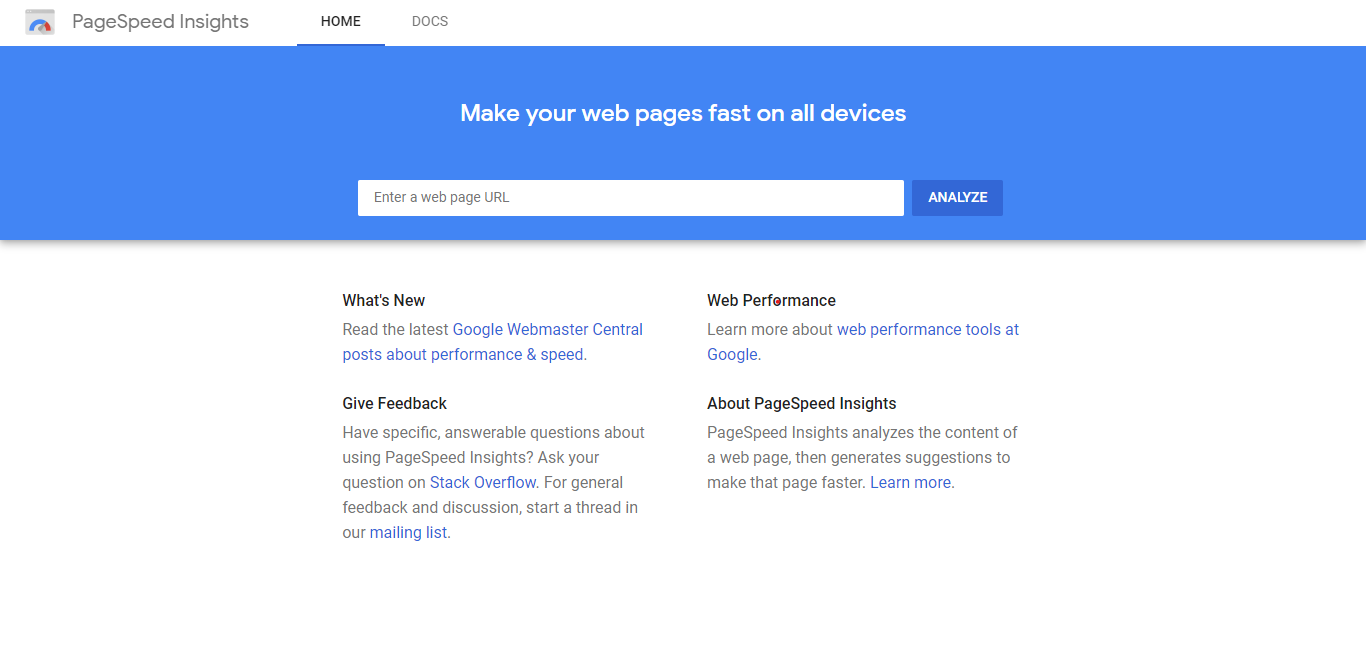 PageSpeed Insights
HOME
DOCS
Make your web pages fast on all devices
Enter a web page URL
ANALYZE
What's New
Read the latest Google Webmaster Central
posts about performance & speed.
Web Performance
Learn more about web performance tools at
Google.
Give Feedback
Have specific, answerable questions about
using PageSpeed Insights? Ask your
question on Stack Overflow. For general
feedback and discussion, start a thread in
our mailing list.
About PageSpeed Insights
PageSpeed Insights analyzes the content of
a web page, then generates suggestions to
make that page faster. Learn more.